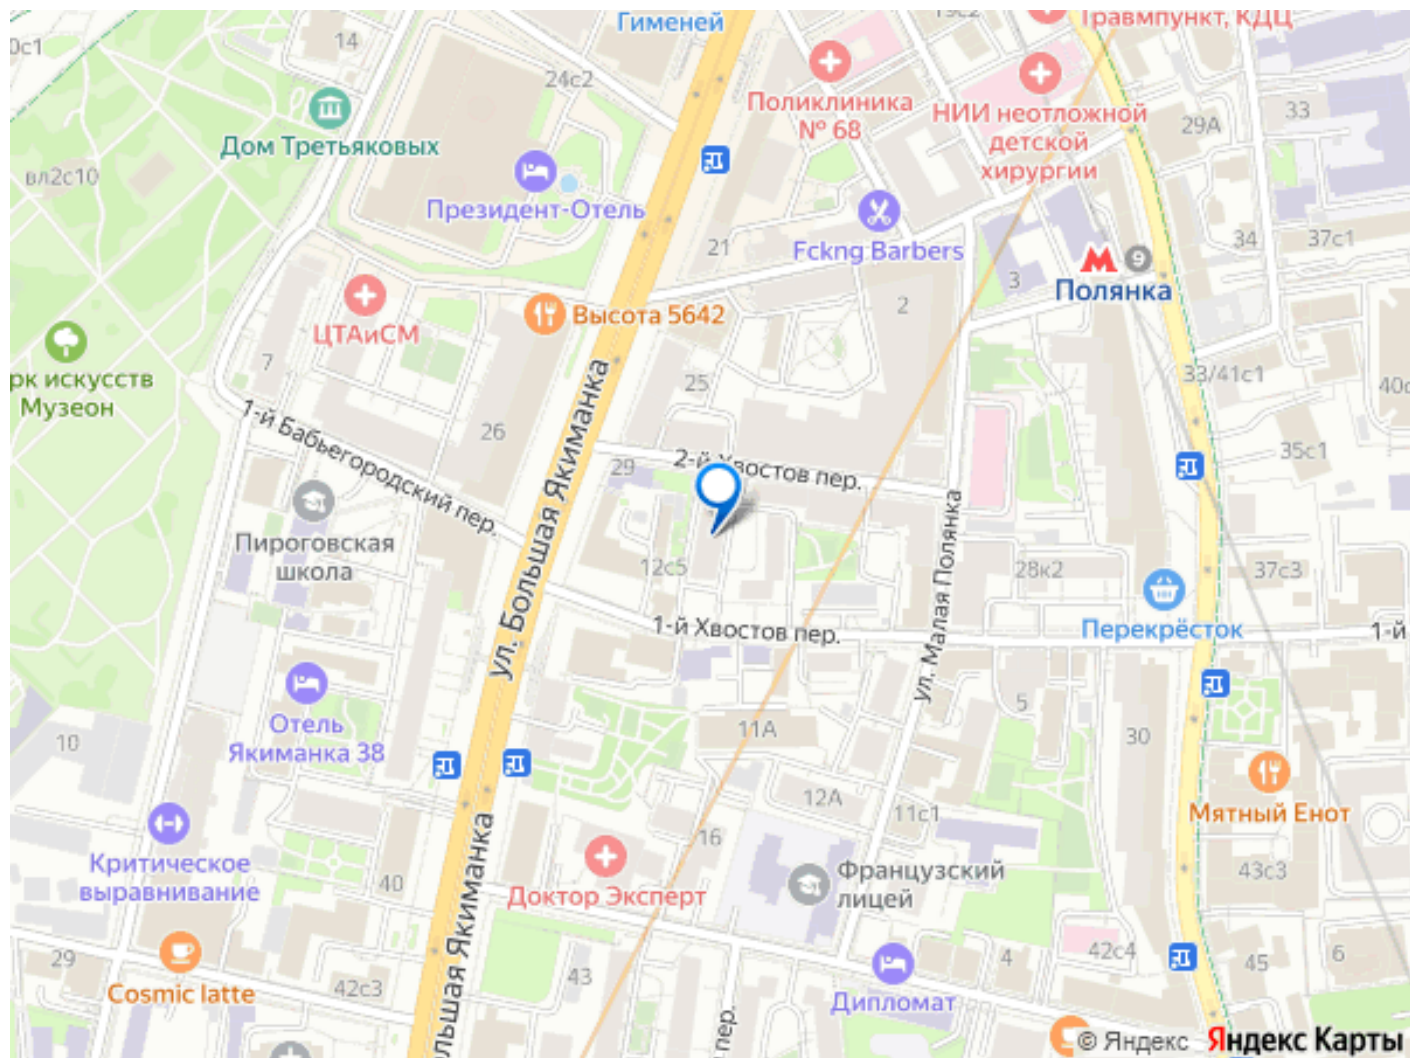 Гименей
Травмпункт, КДЦ
14
24с2
Поликлиника
№ 68
НИИ неотложной
детской
хирургии
29А
33
Дом Третьяковых
вл2с10
Президент-Отель
21
Fckng Barbers
34
37с1
9
Полянка
3
2
ЦТАиСМ
Высота 5642
7
рк искусств
Музеон
25
33/41с1
26
1-й Бабьегородский пер.
ул. Большая Якиманка
29
2-й Хвостов пер.
35с1
Пироговская
школа
12с5
ул. Малая Полянка
28к2
37с3
1-й Хвостов пер.
Перекрёсток
1-й
Отель
Якиманка 38
10
11А
5
30
12А
11с1
Мятный Енот
16
Критическое
выравнивание
40
Доктор Эксперт
Французский
лицей
43с3
льшая Якиманка
29
Cosmic latte
42с3
43
Дипломат
4
42с4
45
6
пер.
© Яндекс Яндекс Карты